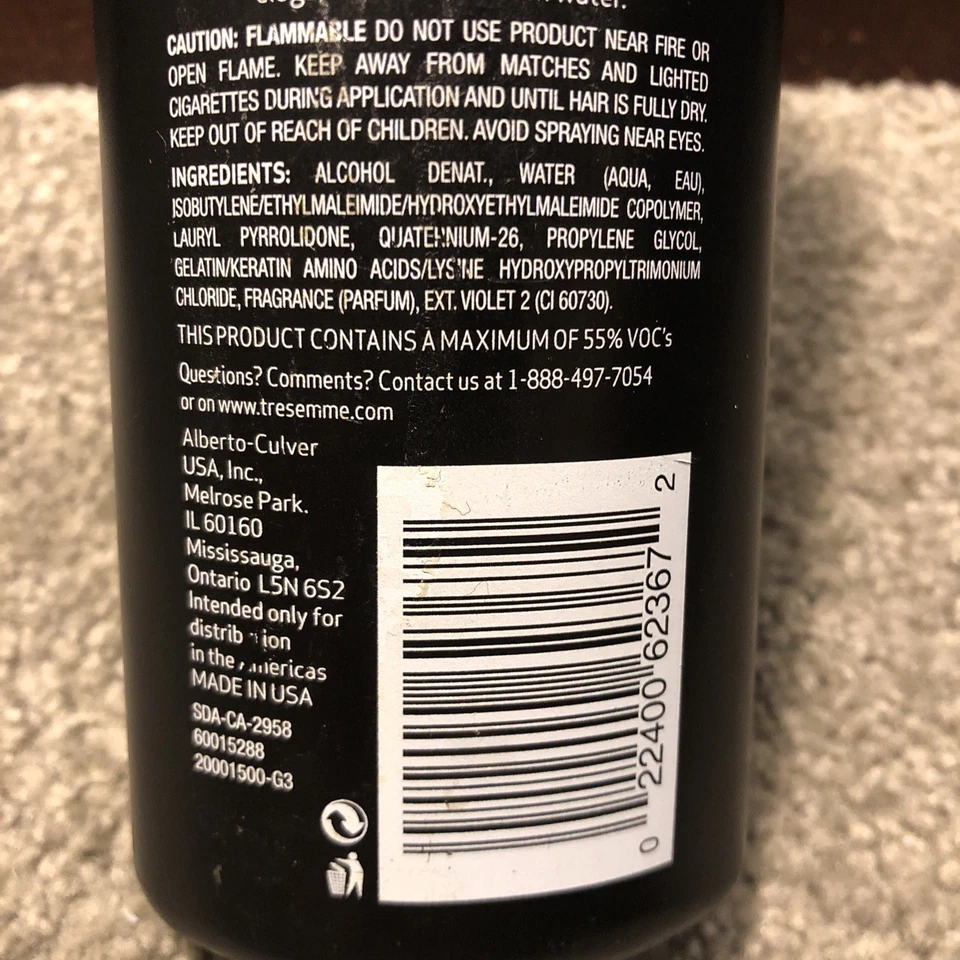 water.
CAUTION: FLAMMABLE DO NOT USE PRODUCT NEAR FIRE OR
OPEN FLAME. KEEP AWAY FROM MATCHES AND LIGHTED
CIGARETTES DURING APPLICATION AND UNTIL HAIR IS FULLY DRY.
KEEP OUT OF REACH OF CHILDREN. AVOID SPRAYING NEAR EYES.
INGREDIENTS: ALCOHOL DENAT., WATER (AQUA, EAU),
ISOBUTYLENE/ETHYLMALEIMIDE/HYDROXYETHYLMALEIMIDE COPOLYMER,
LAURYL PYRROLIDONE, QUATERNIUM-26, PROPYLENE GLYCOL,
GELATIN/KERATIN AMINO ACIDS/LYSINE HYDROXYPROPYLTRIMONIUM
CHLORIDE, FRAGRANCE (PARFUM), EXT. VIOLET 2 (CI 60730).
THIS PRODUCT CONTAINS A MAXIMUM OF 55% VOC's
Questions? Comments? Contact us at 1-888-497-7054
or on www.tresemme.com
Alberto-Culver
USA, Inc.,
Melrose Park.
IL 60160
Mississauga,
Ontario L5N 6S2
Intended only for
distrib ion
in the Americas
MADE IN USA
SDA-CA-2958
60015288
20001500-G3
0 22400 62367 2